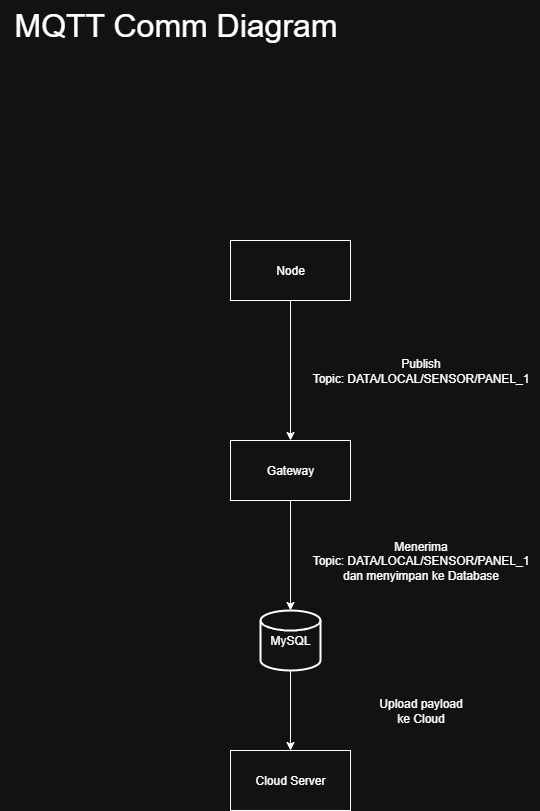 MQTT Comm Diagram
Node
Publish
Topic: DATA/LOCAL/SENSOR/PANEL_1
Gateway
Menerima
Topic: DATA/LOCAL/SENSOR/PANEL_1
dan menyimpan ke Database
MySQL
Upload payload
ke Cloud
Cloud Server